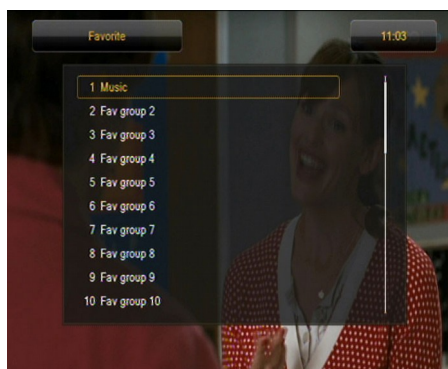 Favorite
11:03
1 Music
2 Fav group 2
3 Fav group 3
4 Fav group 4
5 Fav group 5
6 Fav group 6
7 Fav group 7
8 Fav group 8
9 Fav group 9
10 Fav group 10